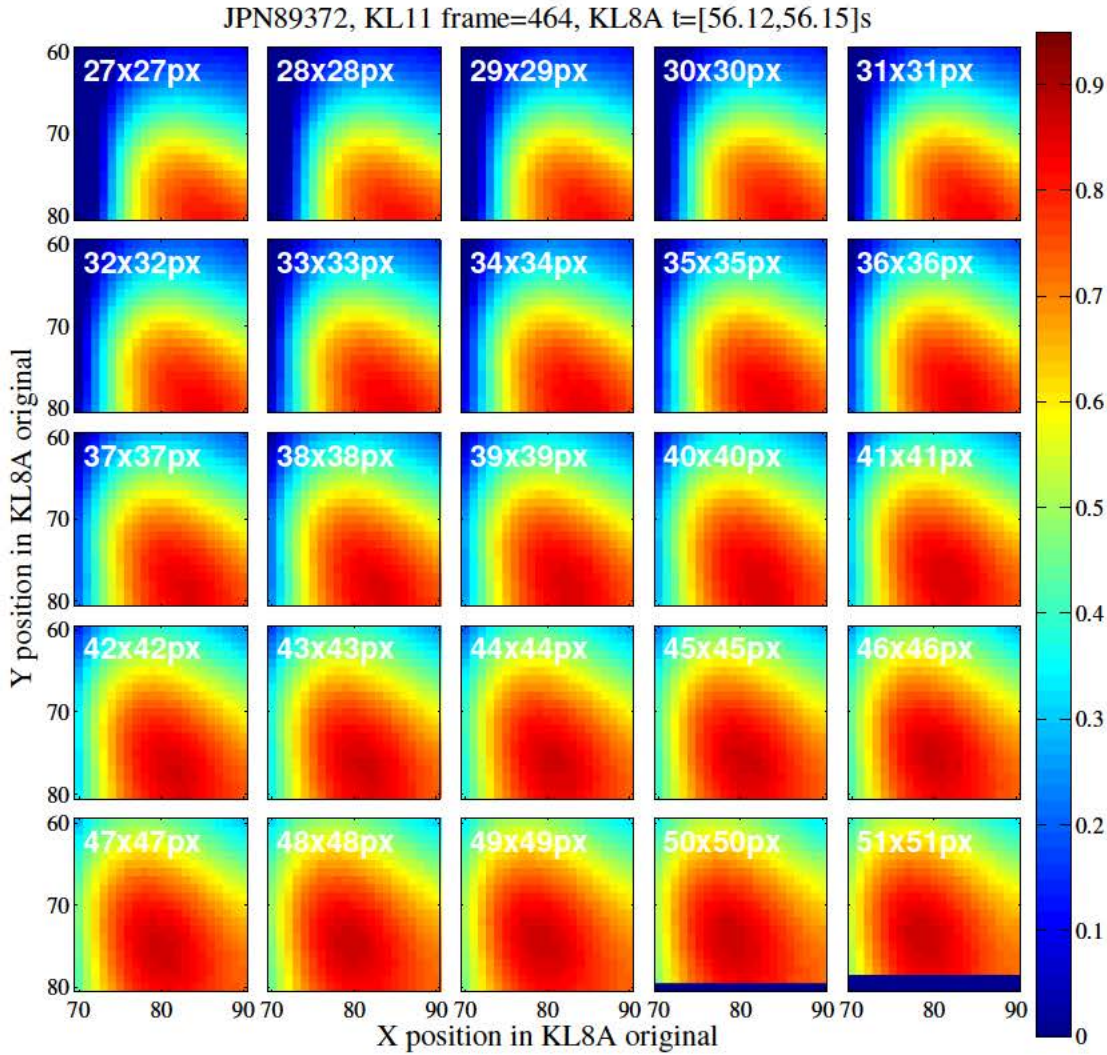 JPN89372, KL11 frame=464, KL8A t=[56.12,56.15]s
27x27px 28x28px 29x29px 30x30px 31x31px
60
70
80
32x32px 33x33px 34x34px 35x35px 36x36px
60
70
80
37x37px 38x38px 39x39px 40x40px 41x41px
60
70
80
42x42px 43x43px 44x44px 45x45px 46x46px
60
70
80
47x47px 48x48px 49x49px 50x50px 51x51px
60
70
80
70 80 90 70 80 90 70 80 90 70 80 90 70 80 90
X position in KL8A original
Y position in KL8A original
0.9
0.8
0.7
0.6
0.5
0.4
0.3
0.2
0.1
0